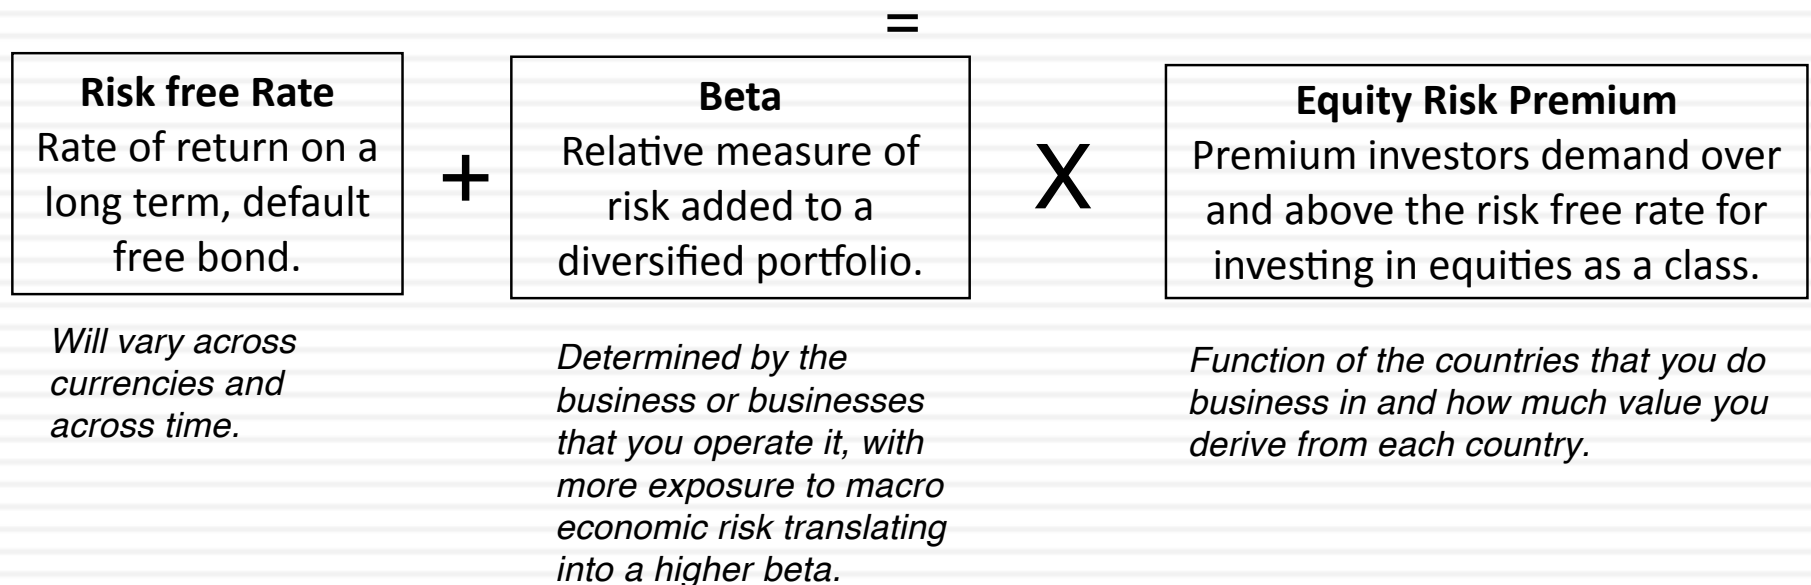 =
Risk free Rate
Rate of return on a
long term, default
free bond.
+
Beta
Relative measure of
risk added to a
diversified portfolio.
X
Equity Risk Premium
Premium investors demand over
and above the risk free rate for
investing in equities as a class.
Will vary across
currencies and
across time.
Determined by the
business or businesses
that you operate it, with
more exposure to macro
economic risk translating
into a higher beta.
Function of the countries that you do
business in and how much value you
derive from each country.